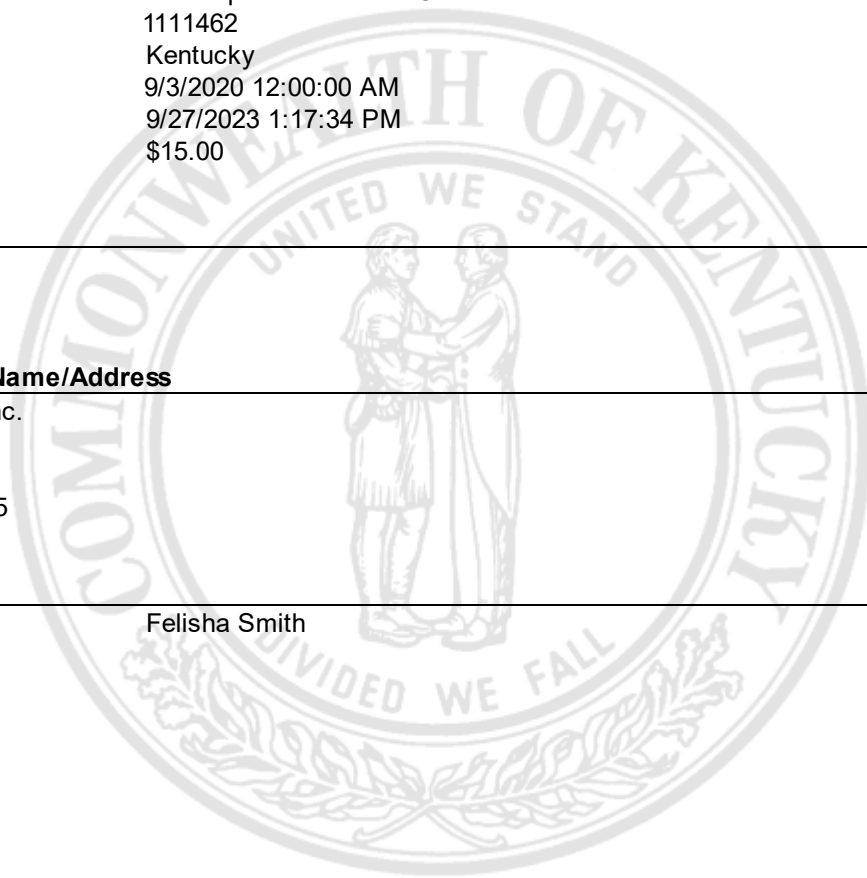 1111462
Kentucky
9/3/2020 12:00:00 AM
9/27/2023 1:17:34 PM
$15.00
COMMONWEALTH OF KENTUCKY
UNITED WE STAND
Name/Address
nc.
5
Felisha Smith
DIVIDED WE FALL